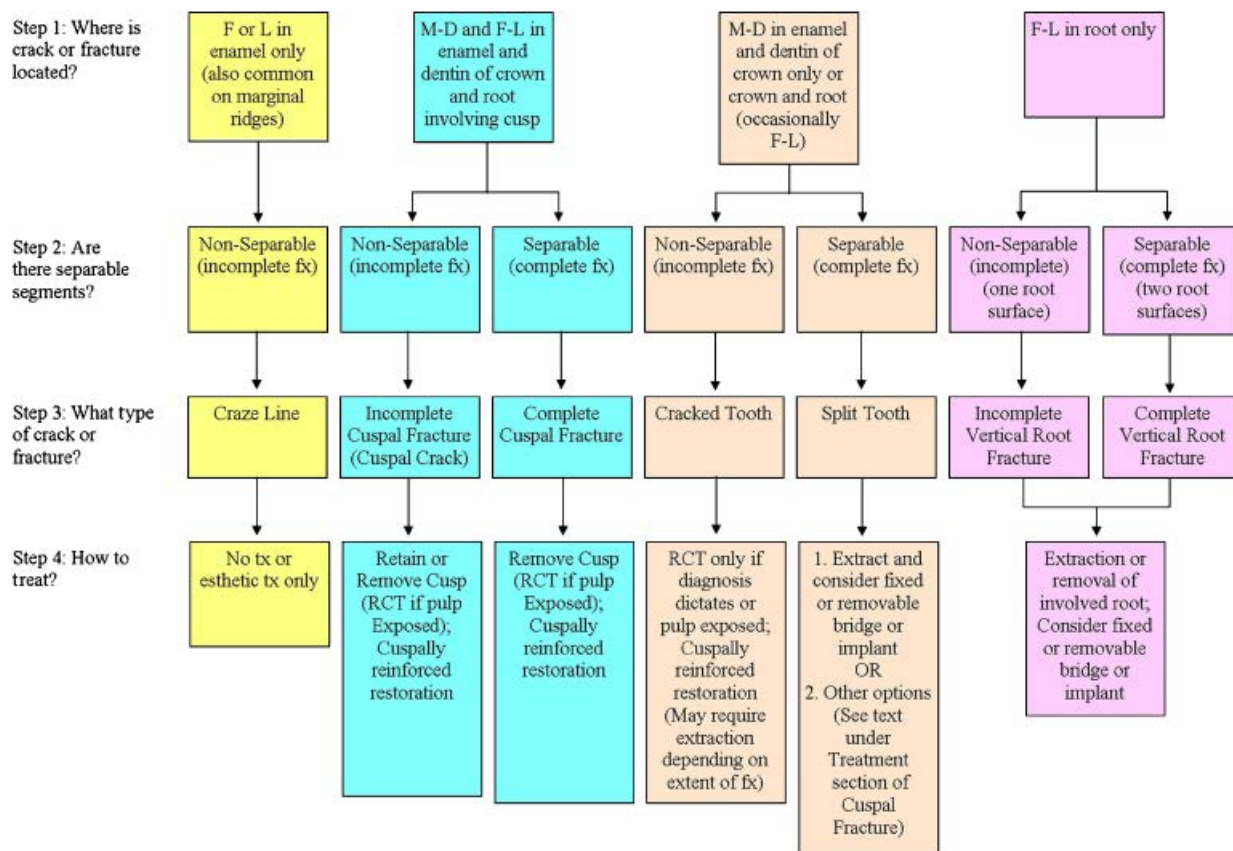 Step 1: Where is
crack or fracture
located?
F or L in
enamel only
(also common
on marginal
ridges)
M-D and F-L in
enamel and
dentin of crown
and root
involving cusp
M-D in enamel
and dentin of
crown only or
crown and root
(occasionally
F-L)
F-L in root only
Step 2: Are
there separable
segments?
Non-Separable
(incomplete fx)
Non-Separable
(incomplete fx)
Separable
(complete fx)
Non-Separable
(incomplete fx)
Separable
(complete fx)
Non-Separable
(incomplete)
(one root
surface)
Separable
(complete fx)
(two root
surfaces)
Step 3: What type
of crack or
fracture?
Craze Line
Incomplete
Cuspal Fracture
(Cuspal Crack)
Complete
Cuspal Fracture
Cracked Tooth
Split Tooth
Incomplete
Vertical Root
Fracture
Complete
Vertical Root
Fracture
Step 4: How to
treat?
No tx or
esthetic tx only
Retain or
Remove Cusp
(RCT if pulp
Exposed);
Cuspally
reinforced
restoration
Remove Cusp
(RCT if pulp
Exposed);
Cuspally
reinforced
restoration
RCT only if
diagnosis
dictates or
pulp exposed;
Cuspally
reinforced
restoration
(May require
extraction
depending on
extent of fx)
1. Extract and
consider fixed
or removable
bridge or
implant
OR
2. Other options
(See text
under
Treatment
section of
Cuspal
Fracture)
Extraction or
removal of
involved root;
Consider fixed
or removable
bridge or
implant